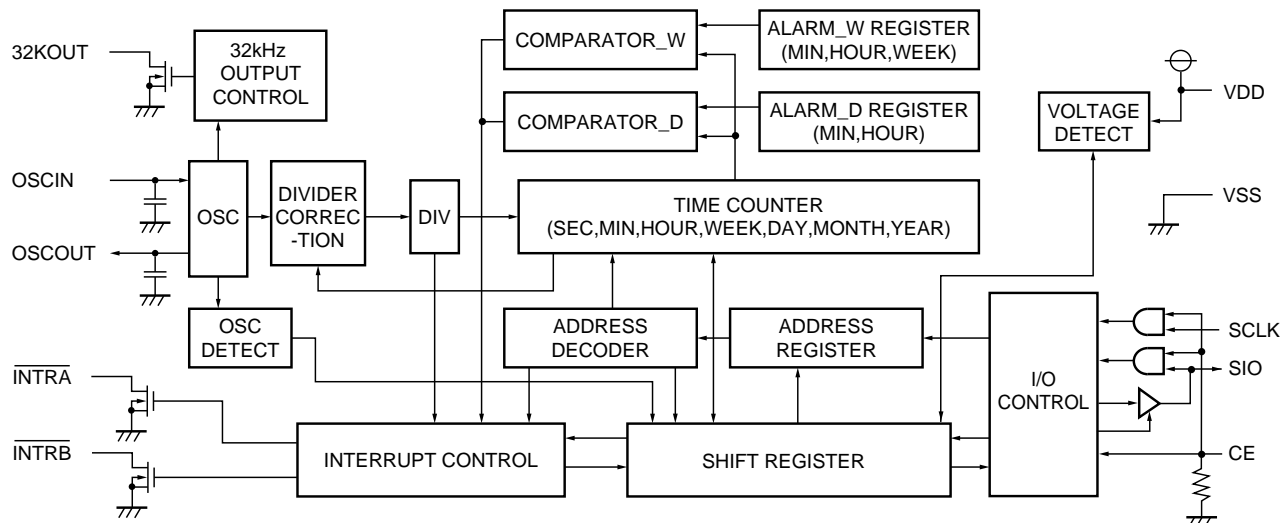 32KOUT
32kHz
OUTPUT
CONTROL
COMPARATOR_W
ALARM_W REGISTER
(MIN,HOUR,WEEK)
COMPARATOR_D
ALARM_D REGISTER
(MIN,HOUR)
VOLTAGE
DETECT
VDD
VSS
OSCIN
OSCOUT
OSC
DIVIDER
CORREC
-TION
DIV
TIME COUNTER
(SEC,MIN,HOUR,WEEK,DAY,MONTH,YEAR)
OSC
DETECT
ADDRESS
DECODER
ADDRESS
REGISTER
I/O
CONTROL
SCLK
SIO
CE
INTRA
INTRB
INTERRUPT CONTROL
SHIFT REGISTER